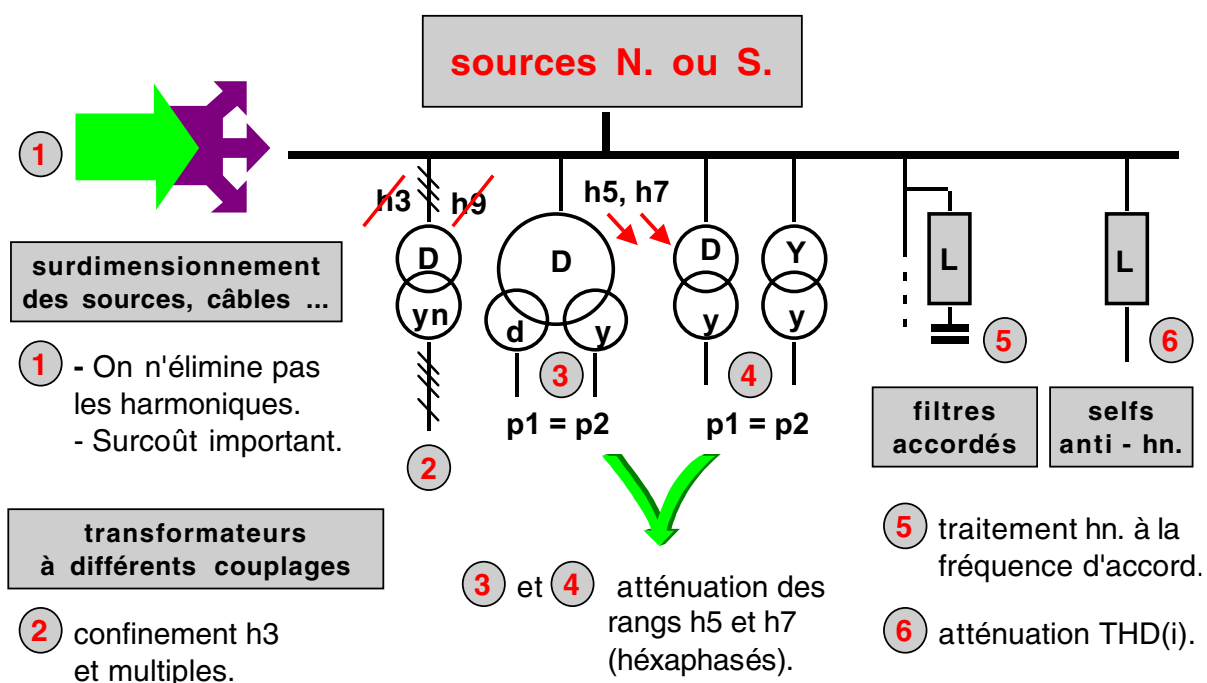 sources N. ou S.
1
h3
h9
h5, h7
D
yn
D
d
y
D
y
Y
y
L
L
surdimensionnement
des sources, câbles ...
3
4
5
6
p1 = p2
p1 = p2
2
1 - On n'élimine pas
les harmoniques.
- Surcoût important.
filtres
accordés
selfs
anti - hn.
transformateurs
à différents couplages
2 confinement h3
et multiples.
3 et 4 atténuation des
rangs h5 et h7
(héxaphasés).
5 traitement hn. à la
fréquence d'accord.
6 atténuation THD(i).